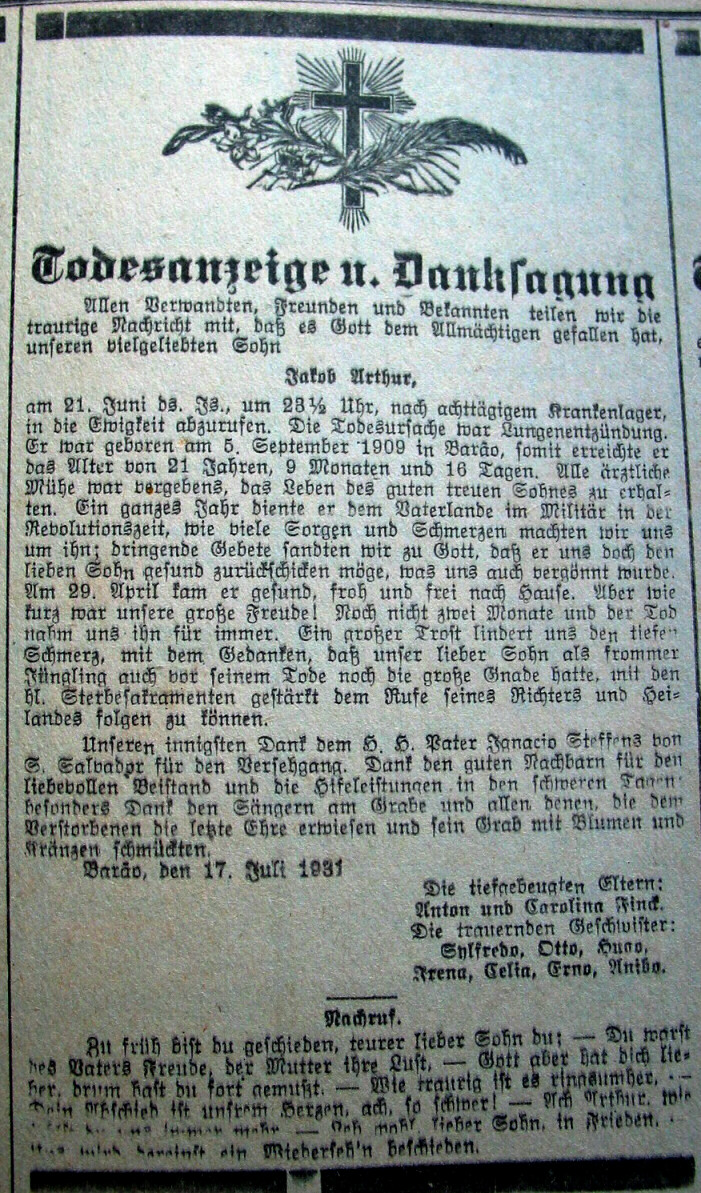 Todesanzeige u. Danksagung
Allen Verwandten, Freunden und Bekannten teilen wir die
traurige Nachricht mit, daß es Gott dem Allmächtigen gefallen hat,
unseren vielgeliebten Sohn
Jakob Arthur,
am 21. Juni ds. Js., um 23½ Uhr, nach achttägigem Krankenlager,
in die Ewigkeit abzurufen. Die Todesursache war Lungenentzündung.
Er war geboren am 5. September 1909 in Barão, somit erreichte er
das Alter von 21 Jahren, 9 Monaten und 16 Tagen. Alle ärztliche
Mühe war vergebens, das Leben des guten treuen Sohnes zu erhal-
ten. Ein ganzes Jahr diente er dem Vaterlande im Militär in der
Revolutionszeit, wie viele Sorgen und Schmerzen machten wir uns
um ihn; dringende Gebete sandten wir zu Gott, daß er uns doch den
lieben Sohn gesund zurückschicken möge, was uns auch vergönnt wurde.
Am 29. April kam er gesund, froh und frei nach Hause. Aber wie
kurz war unsere große Freude! Noch nicht zwei Monate und der Tod
nahm uns ihn für immer. Ein großer Trost lindert uns den tiefen
Schmerz, mit dem Gedanken, daß unser lieber Sohn als frommer
Jüngling auch vor seinem Tode noch die große Gnade hatte, mit den
hl. Sterbesakramenten gestärkt dem Rufe seines Richters und Hei-
landes folgen zu können.
Unseren innigsten Dank dem H. H. Pater Ignacio Steffens von
S. Salvador für den Versehgang. Dank den guten Nachbarn für den
liebevollen Beistand und die Hifeleistungen in den schweren Tagen
besonders Dank den Sängern am Grabe und allen denen, die dem
Verstorbenen die letzte Ehre erwiesen und sein Grab mit Blumen und
Kränzen schmückten.
Barão, den 17. Juli 1931
Die tiefgebeugten Eltern:
Anton und Carolina Finck.
Die trauernden Geschwister:
Sylfredo, Otto, Hugo,
Irena, Celia, Erno, Anibo.
Nachruf.
Zu früh bist du geschieden, teurer lieber Sohn du; — Du warst
des Vaters Freude, der Mutter ihre Lust, — Gott aber hat dich lie-
ber, drum hast du fort gemußt. — Wie traurig ist es ringsumher, —
Dein Abschied ist unsrem Herzen, ach, so schwer! — Ach Arthur, wie
immer mehr — Leb wohl, lieber Sohn, in Frieden,
ein Wiederseh'n beschieden.